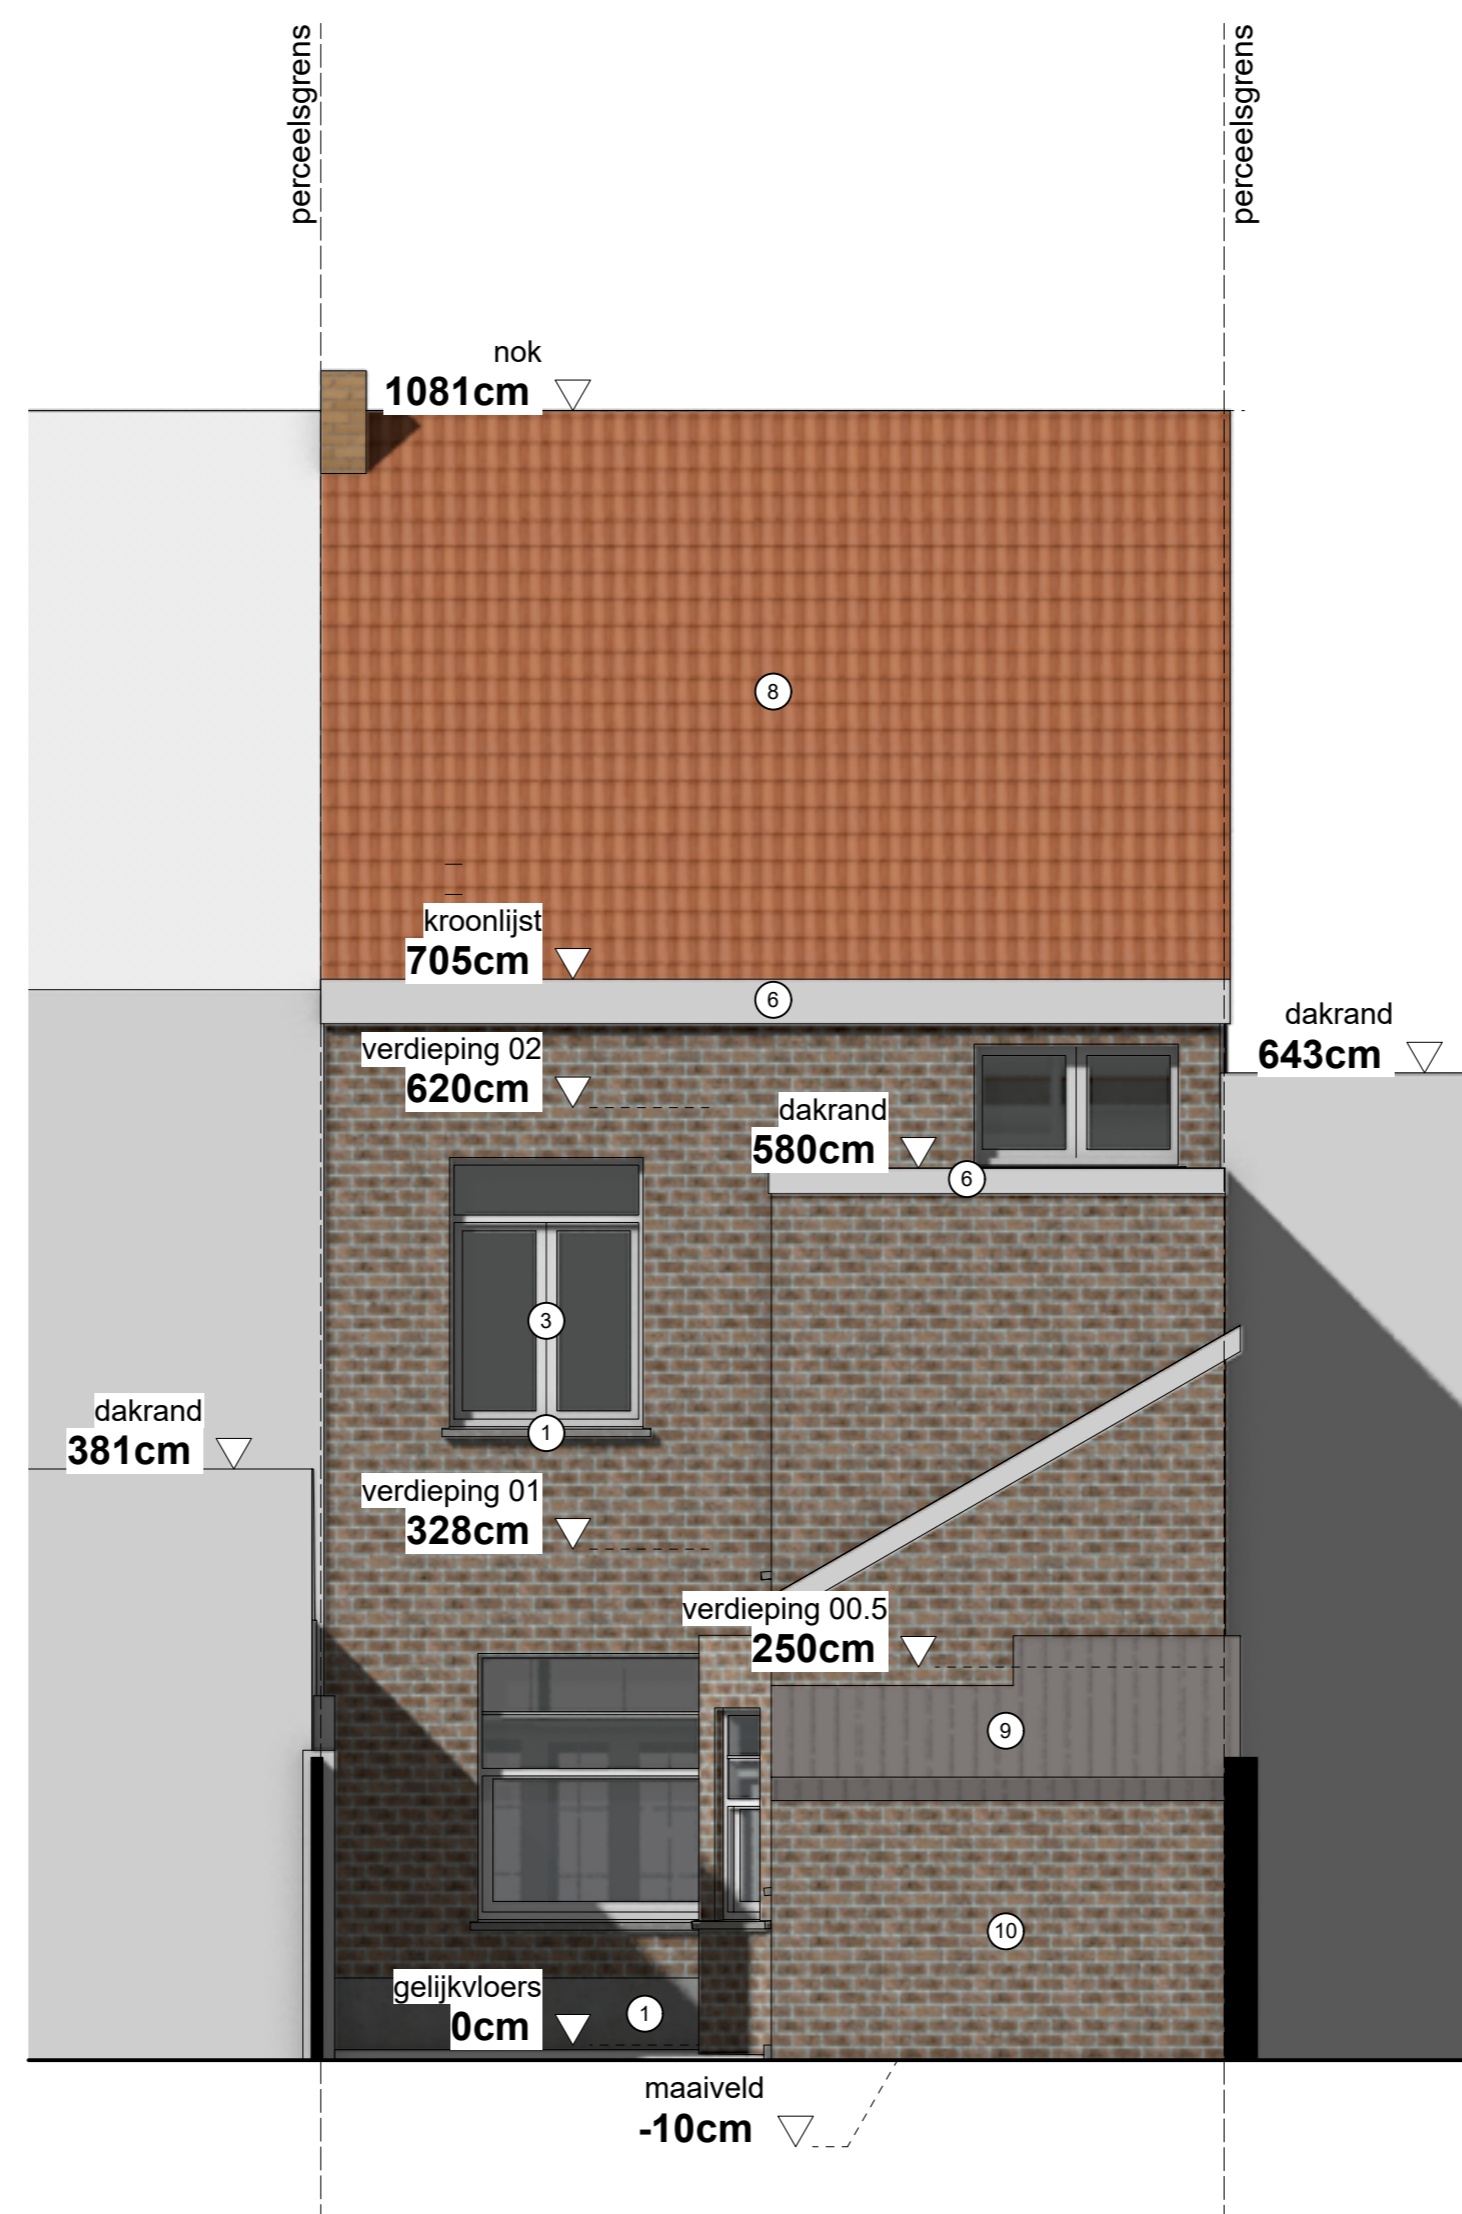 perceelsgrens
perceelsgrens
nok
1081cm
8
kroonlijst
705cm
6
verdieping 02
620cm
dakrand
643cm
dakrand
580cm
6
3
1
dakrand
381cm
verdieping 01
328cm
verdieping 00.5
250cm
9
10
gelijkvloers
0cm
1
maaiveld
-10cm